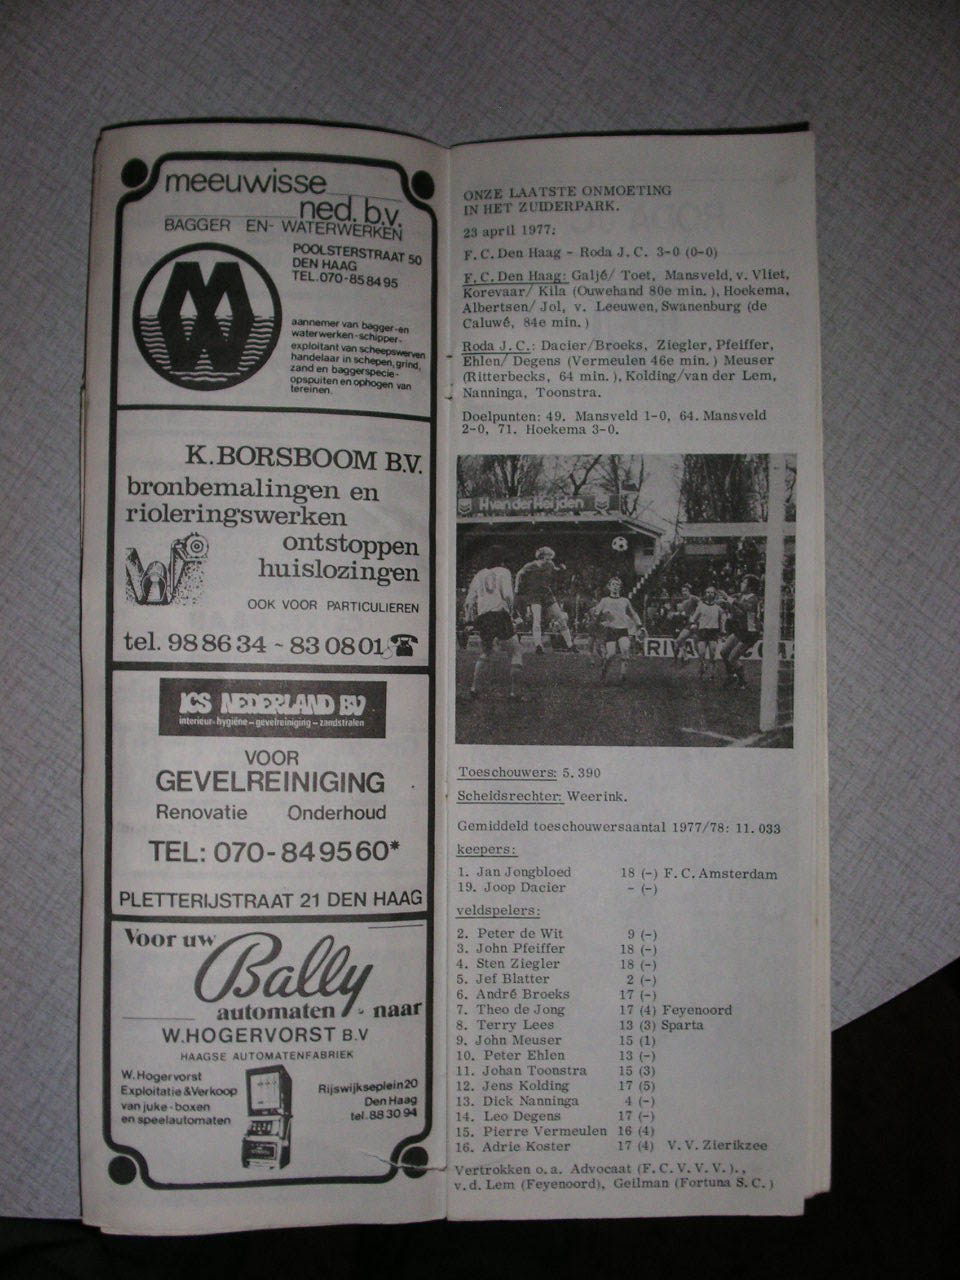 meeuwisse
ned. b.v.
BAGGER EN- WATERWERKEN
POOLSTERSTRAAT 50
DEN HAAG
TEL.070-858495
aannemer van bagger-en
waterwerken-schipper-
exploitant van scheepswerven
handelaar in schepen,grind,
zand en baggerspecie-
opspuiten en ophogen van
tereinen.
K.BORSBOOM B.V.
bronbemalingen en
rioleringswerken
ontstoppen
huislozingen
OOK VOOR PARTICULIEREN
tel. 988634 - 830801
ICS NEDERLAND BV
interieur-hygiëne-gevelreiniging-zandstralen
VOOR
GEVELREINIGING
Renovatie Onderhoud
TEL: 070-849560*
PLETTERIJSTRAAT 21 DEN HAAG
Voor uw
Bally
automaten naar
W.HOGERVORST B.V
HAAGSE AUTOMATENFABRIEK
W.Hogervorst
Exploitatie&Verkoop
van juke-boxen
en speelautomaten
Rijswijkseplein 20
Den Haag
tel. 88 30 94
ONZE LAATSTE ONMOETING
IN HET ZUIDERPARK.
23 april 1977:
F.C. Den Haag - Roda J.C. 3-0 (0-0)
F.C. Den Haag: Galjé/ Toet, Mansveld, v. Vliet,
Korevaar/ Kila (Ouwehand 80e min.), Hoekema,
Albertsen/ Jol, v. Leeuwen, Swanenburg (de
Caluwé, 84e min.)
Roda J.C.: Dacier/Broeks, Ziegler, Pfeiffer,
Ehlen/ Degens (Vermeulen 46e min.) Meuser
(Ritterbecks, 64 min.), Kolding/van der Lem,
Nanninga, Toonstra.
Doelpunten: 49. Mansveld 1-0, 64. Mansveld
2-0, 71. Hoekema 3-0.
H.van der Heijden
RIVA
Toeschouwers: 5.390
Scheidsrechter: Weerink.
Gemiddeld toeschouwersaantal 1977/78: 11.033
keepers:
1. Jan Jongbloed 18 (-) F.C. Amsterdam
19. Joop Dacier - (-)
veldspelers:
2. Peter de Wit 9 (-)
3. John Pfeiffer 18 (-)
4. Sten Ziegler 18 (-)
5. Jef Blatter 2 (-)
6. André Broeks 17 (-)
7. Theo de Jong 17 (4) Feyenoord
8. Terry Lees 13 (3) Sparta
9. John Meuser 15 (1)
10. Peter Ehlen 13 (-)
11. Johan Toonstra 15 (3)
12. Jens Kolding 17 (5)
13. Dick Nanninga 4 (-)
14. Leo Degens 17 (-)
15. Pierre Vermeulen 16 (4)
16. Adrie Koster 17 (4) V.V. Zierikzee
Vertrokken o.a. Advocaat (F.C.V.V.V.).,
v.d. Lem (Feyenoord), Geilman (Fortuna S.C.)